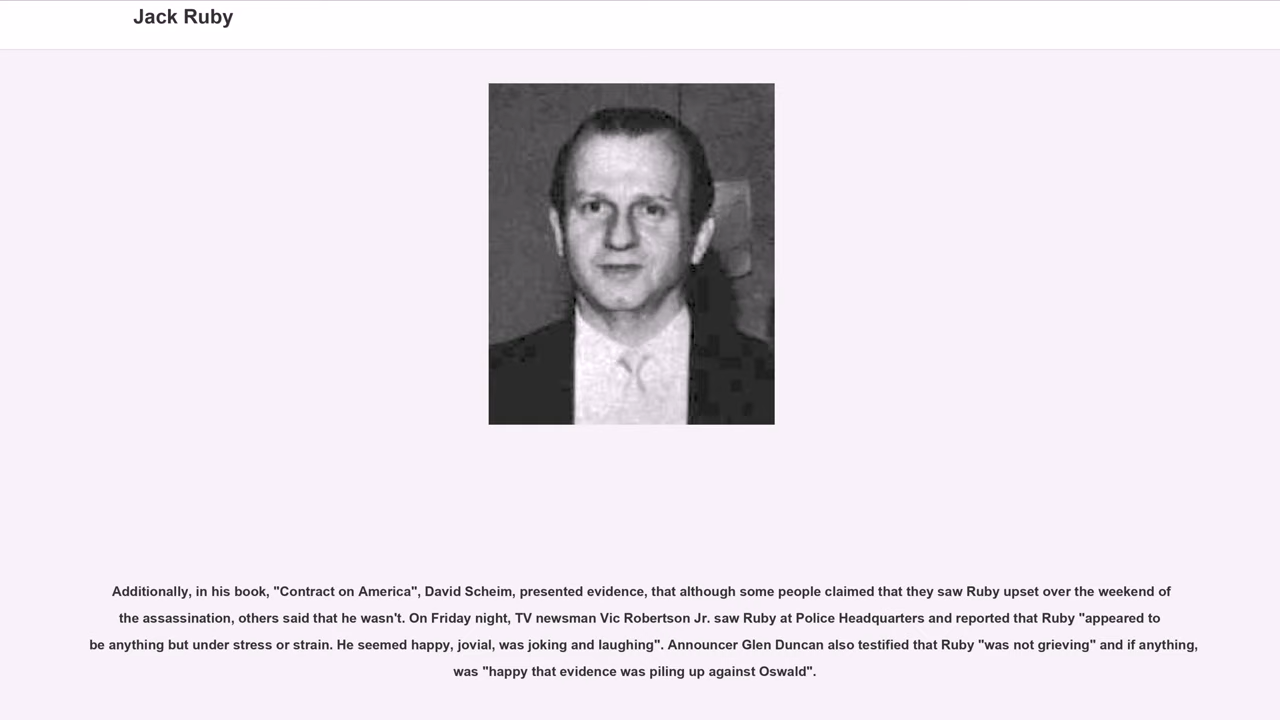 Jack Ruby
Additionally, in his book, "Contract on America", David Scheim, presented evidence, that although some people claimed that they saw Ruby upset over the weekend of
the assassination, others said that he wasn't. On Friday night, TV newsman Vic Robertson Jr. saw Ruby at Police Headquarters and reported that Ruby "appeared to
be anything but under stress or strain. He seemed happy, jovial, was joking and laughing". Announcer Glen Duncan also testified that Ruby "was not grieving" and if anything,
was "happy that evidence was piling up against Oswald".